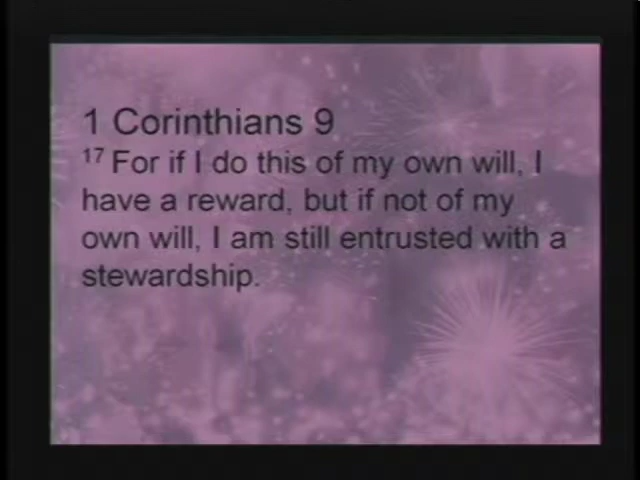 1 Corinthians 9
17 For if I do this of my own will, I
have a reward, but if not of my
own will, I am still entrusted with a
stewardship.